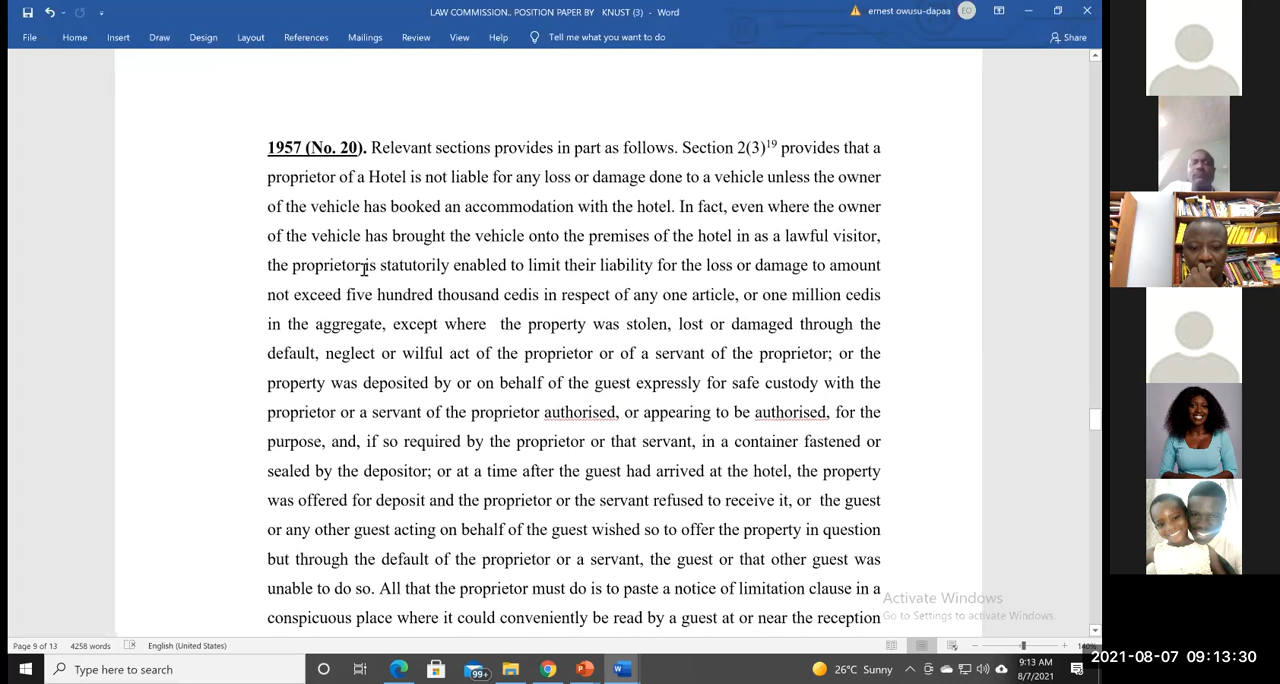 LAW COMMISSION.. POSITION PAPER BY KNUST (3) - Word
ernest owusu-dapaa
EO
File Home Insert Draw Design Layout References Mailings Review View Help Tell me what you want to do
Share
1957 (No. 20). Relevant sections provides in part as follows. Section 2(3)19 provides that a
proprietor of a Hotel is not liable for any loss or damage done to a vehicle unless the owner
of the vehicle has booked an accommodation with the hotel. In fact, even where the owner
of the vehicle has brought the vehicle onto the premises of the hotel in as a lawful visitor,
the proprietor is statutorily enabled to limit their liability for the loss or damage to amount
not exceed five hundred thousand cedis in respect of any one article, or one million cedis
in the aggregate, except where the property was stolen, lost or damaged through the
default, neglect or wilful act of the proprietor or of a servant of the proprietor; or the
property was deposited by or on behalf of the guest expressly for safe custody with the
proprietor or a servant of the proprietor authorised, or appearing to be authorised, for the
purpose, and, if so required by the proprietor or that servant, in a container fastened or
sealed by the depositor; or at a time after the guest had arrived at the hotel, the property
was offered for deposit and the proprietor or the servant refused to receive it, or the guest
or any other guest acting on behalf of the guest wished so to offer the property in question
but through the default of the proprietor or a servant, the guest or that other guest was
unable to do so. All that the proprietor must do is to paste a notice of limitation clause in a
conspicuous place where it could conveniently be read by a guest at or near the reception
Activate Windows
Go to Settings to activate Windows.
Page 9 of 13 4258 words English (United States)
140%
Type here to search
99+
26°C Sunny
9:13 AM
8/7/2021
2021-08-07 09:13:30